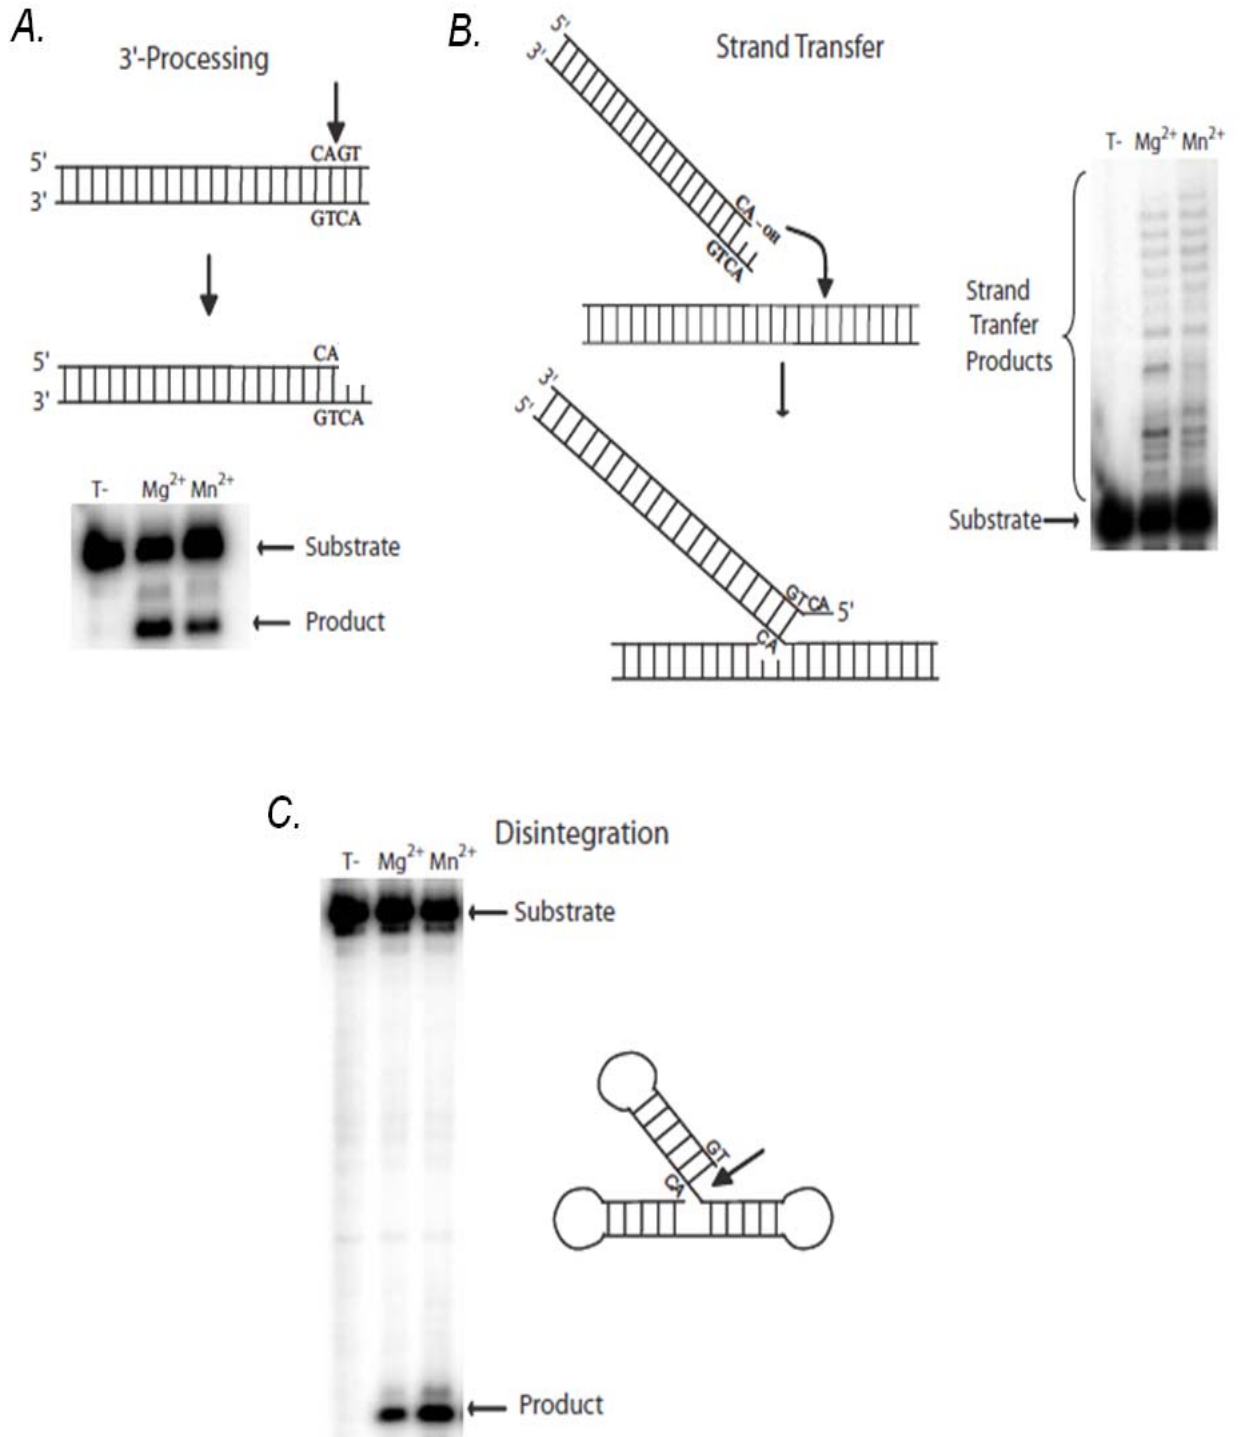 A.
3'-Processing
CAGT
5'
3'
GTCA
CA
5'
3'
GTCA
T- Mg2+ Mn2+
Substrate
Product
B.
Strand Transfer
5'
3'
CA-OH
GTCA
3'
5'
GTCA 5'
CA
T- Mg2+ Mn2+
Strand
Tranfer
Products
Substrate
C.
Disintegration
T- Mg2+ Mn2+
Substrate
GT
CA
Product